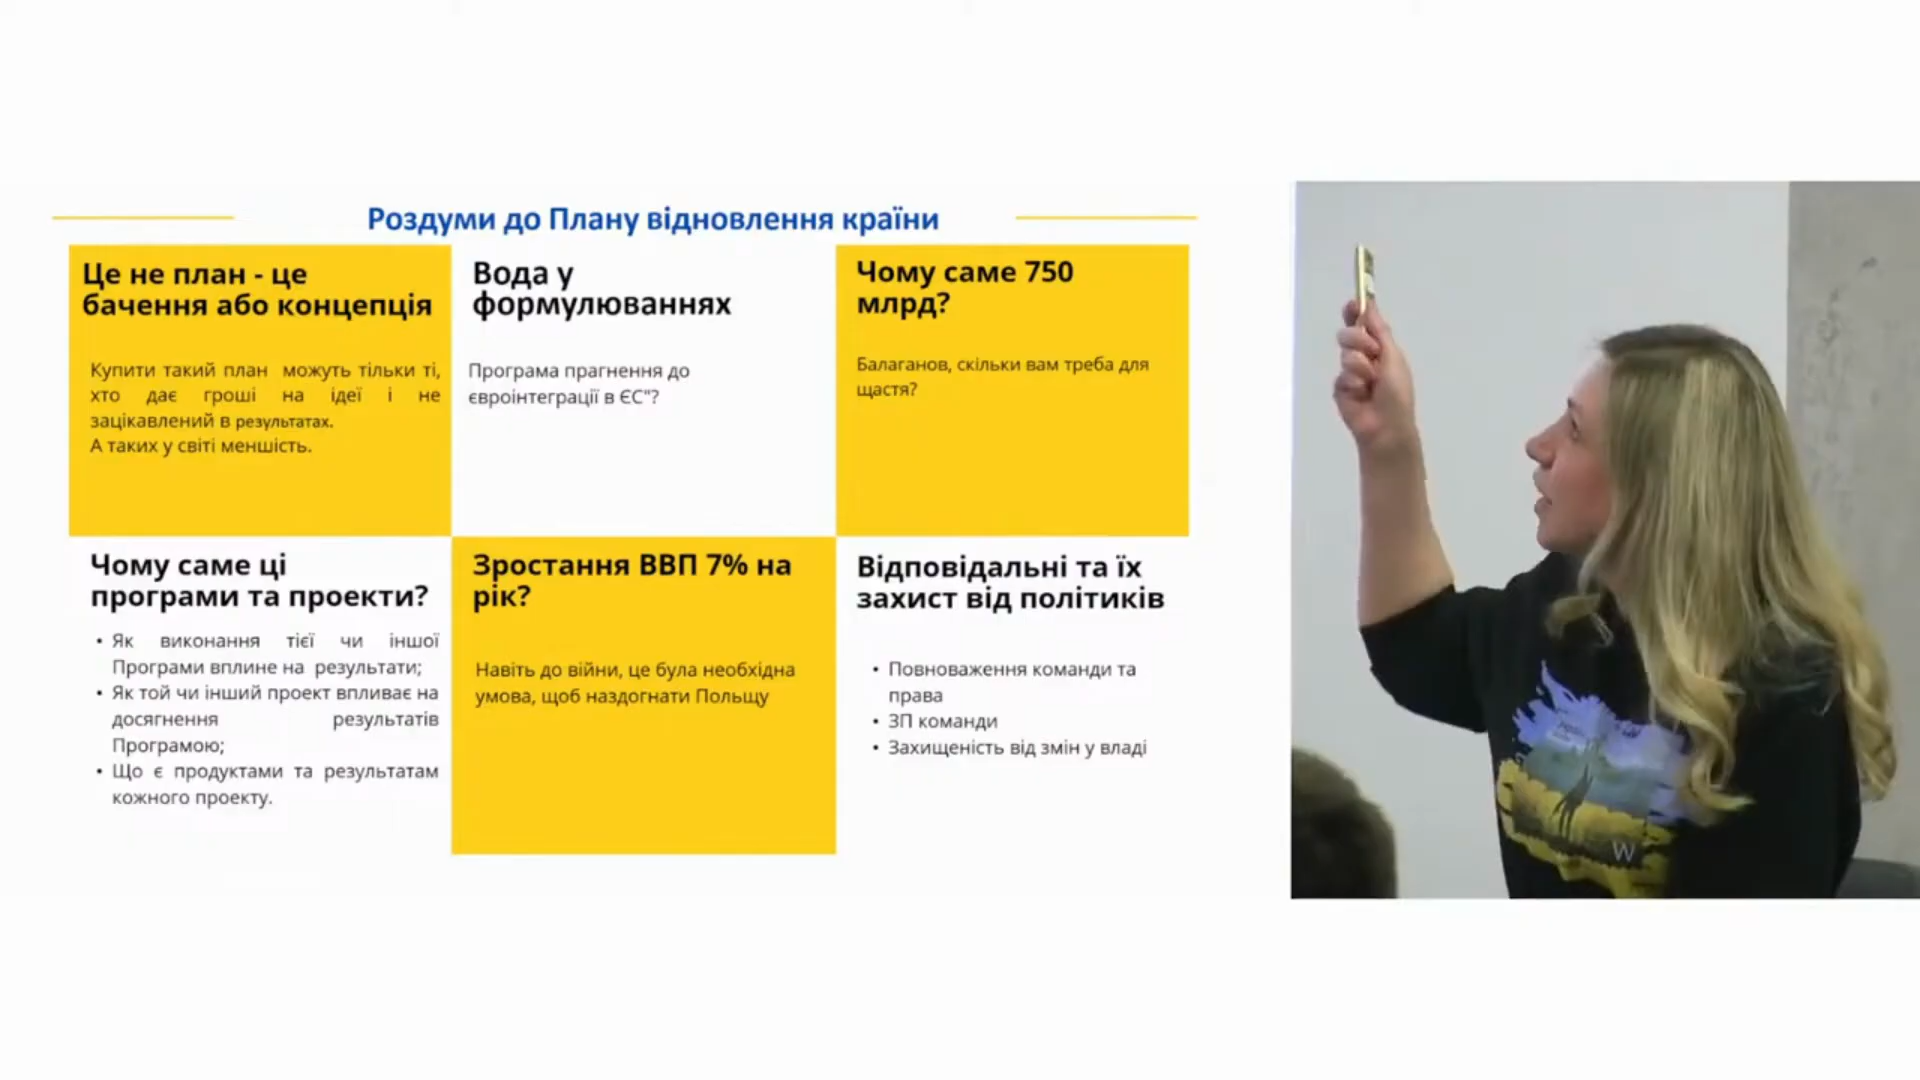 Роздуми до Плану відновлення країни
Це не план - це
бачення або концепція
Купити такий план можуть тільки ті,
хто дає гроші на ідеї і не
зацікавлений в результатах.
А таких у світі меншість.
Вода у
формулюваннях
Програма прагнення до
євроінтеграції в ЄС"?
Чому саме 750
млрд?
Балаганов, скільки вам треба для
щастя?
Чому саме ці
програми та проекти?
• Як виконання тієї чи іншої
Програми вплине на результати;
• Як той чи інший проект впливає на
досягнення результатів
Програмою;
• Що є продуктами та результатам
кожного проекту.
Зростання ВВП 7% на
рік?
Навіть до війни, це була необхідна
умова, щоб наздогнати Польщу
Відповідальні та їх
захист від політиків
• Повноваження команди та
права
• ЗП команди
• Захищеність від змін у владі
W